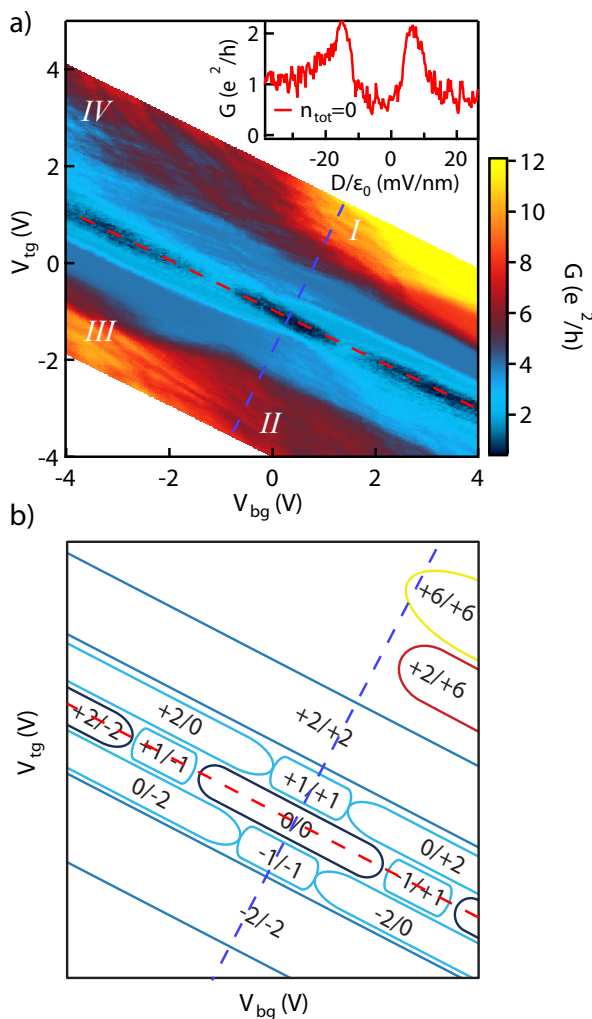 a)
G (e²/h)
2
1
0
n_tot=0
-20
0
20
D/ε₀ (mV/nm)
V_tg (V)
4
2
0
-2
-4
IV
I
III
II
-4
-2
0
2
4
V_bg (V)
12
10
8
6
4
2
G (e²/h)
b)
+6/+6
+2/+6
+2/+2
+2/0
+2/-2
+1/-1
+1/+1
0/0
0/+2
0/-2
-1/-1
-1/+1
-2/0
-2/-2
V_tg (V)
V_bg (V)